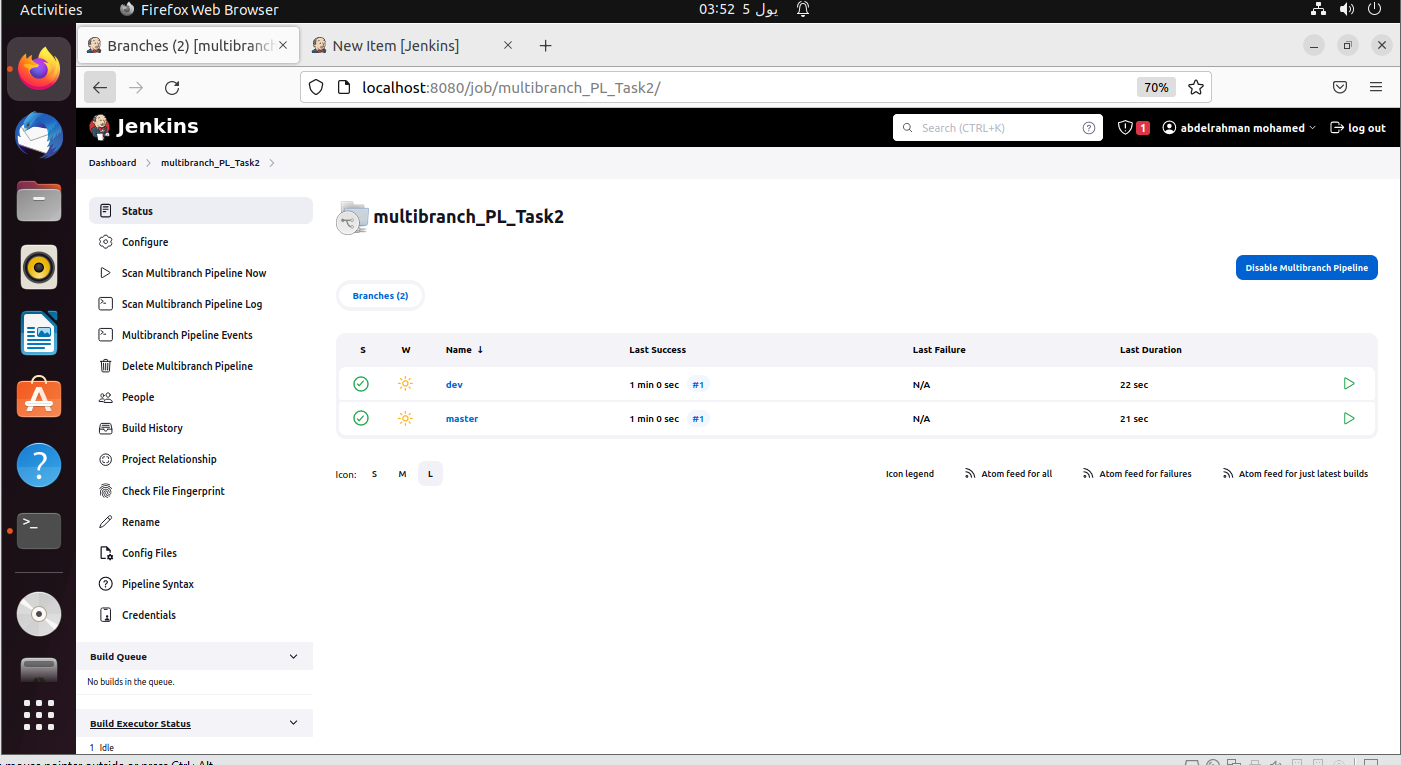 Activities Firefox Web Browser 03:52 5 يول
Branches (2) [multibranch New Item [Jenkins]
localhost:8080/job/multibranch_PL_Task2/ 70%
Jenkins Search (CTRL+K) 1 abdelrahman mohamed log out
Dashboard multibranch_PL_Task2
Status
Configure
Scan Multibranch Pipeline Now
Scan Multibranch Pipeline Log
Multibranch Pipeline Events
Delete Multibranch Pipeline
People
Build History
Project Relationship
Check File Fingerprint
Rename
Config Files
Pipeline Syntax
Credentials
Build Queue
No builds in the queue.
Build Executor Status
1 Idle
multibranch_PL_Task2
Disable Multibranch Pipeline
Branches (2)
S W Name ↓ Last Success Last Failure Last Duration
dev 1 min 0 sec #1 N/A 22 sec
master 1 min 0 sec #1 N/A 21 sec
Icon: S M L Icon legend Atom feed for all Atom feed for failures Atom feed for just latest builds
mouse pointer outside or press Ctrl+Alt.